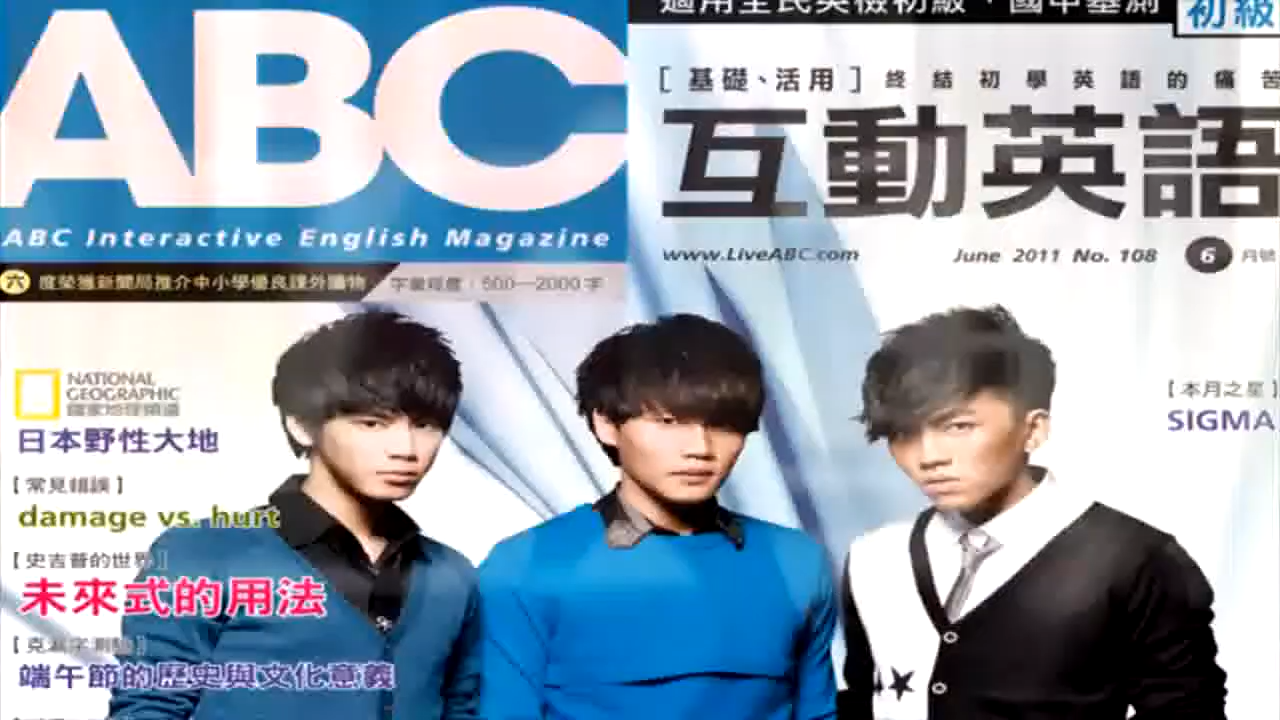 ABC
ABC Interactive English Magazine
六度榮獲新聞局推介中小學優良課外讀物
字彙程度:500—2000字
適用全民英檢初級、國中基測
初級
[基礎、活用] 終結初學英語的痛苦
互動英語
www.LiveABC.com June 2011 No. 108 6 月號
NATIONAL
GEOGRAPHIC
國家地理頻道
日本野性大地
【常見錯誤】
damage vs. hurt
【史吉普的世界】
未來式的用法
【克漏字測驗】
端午節的歷史與文化意義
【本月之星】
SIGMA